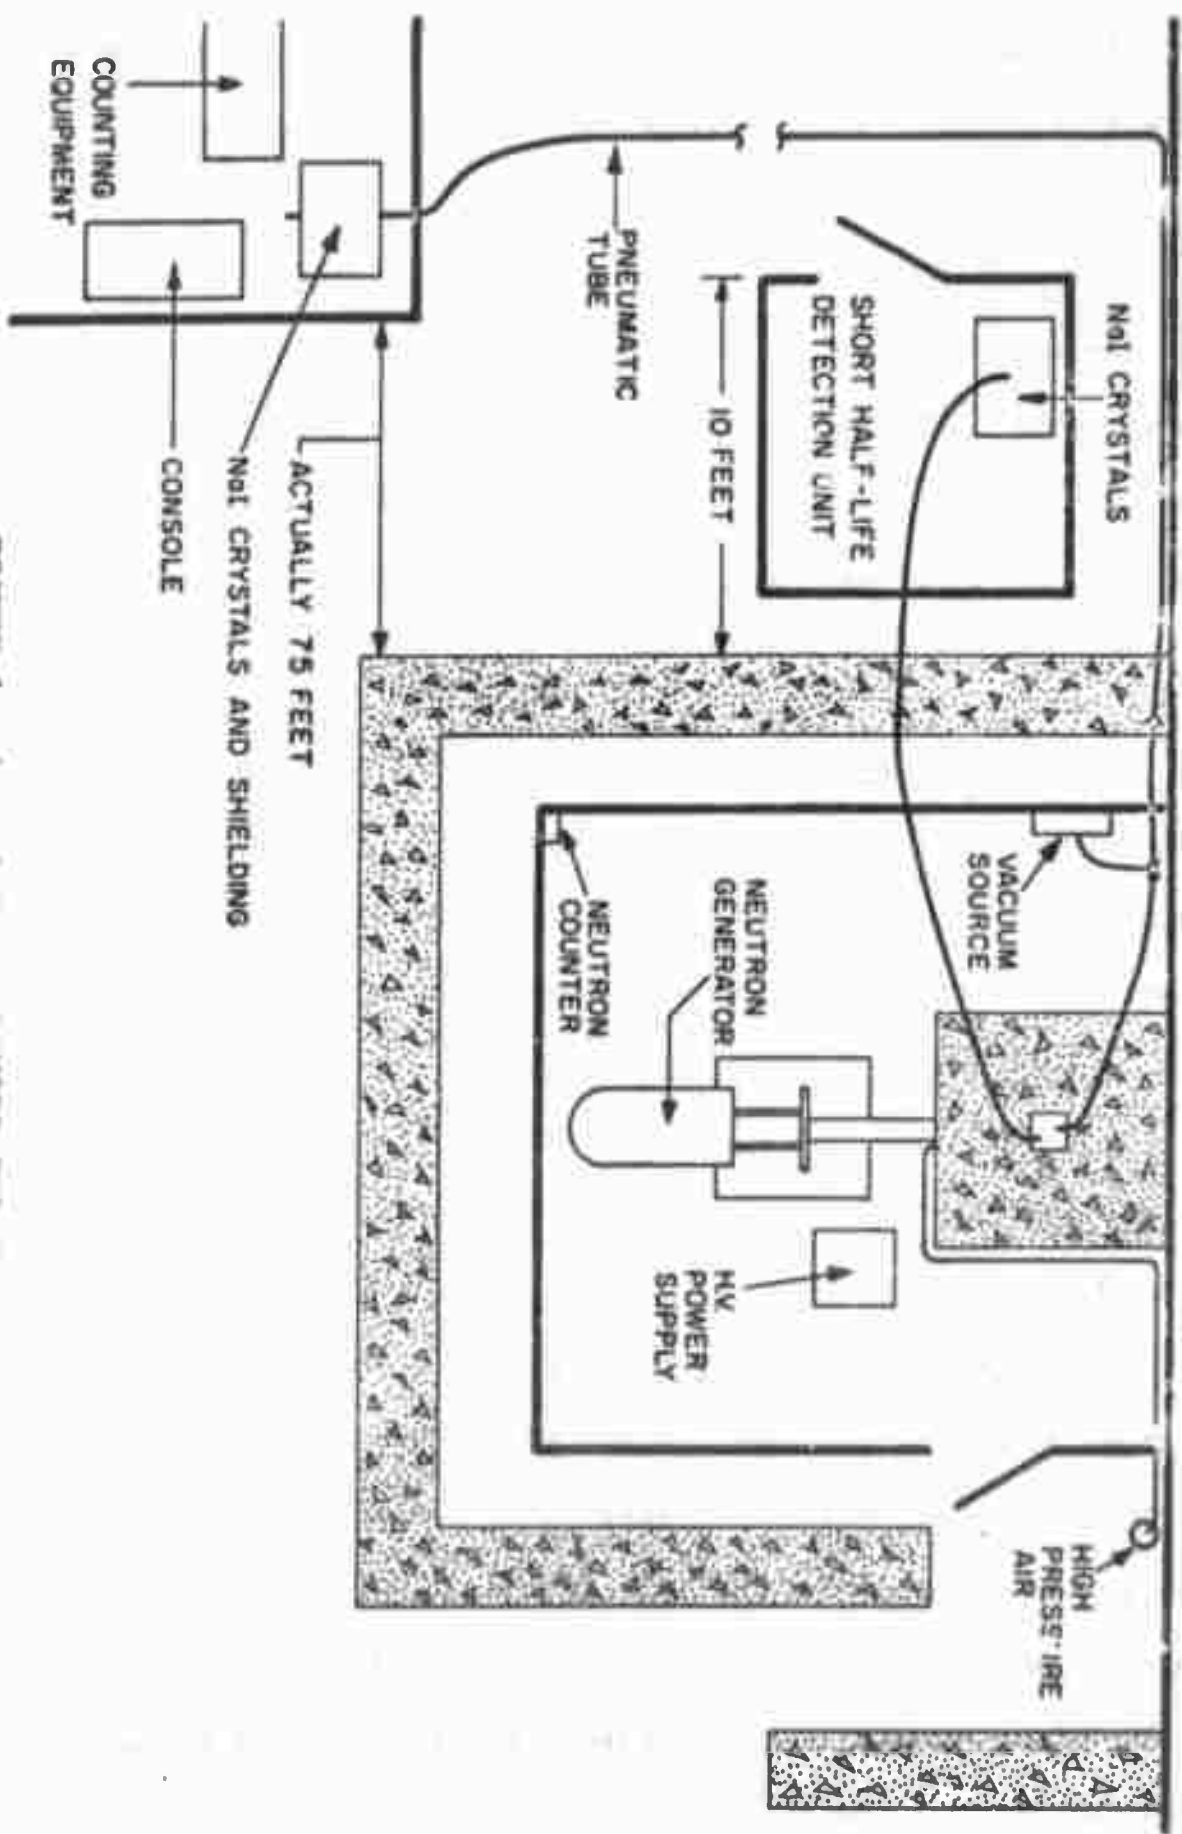 NaI CRYSTALS
SHORT HALF-LIFE
DETECTION UNIT
10 FEET
PNEUMATIC
TUBE
VACUUM
SOURCE
NEUTRON
GENERATOR
NEUTRON
COUNTER
H.V.
POWER
SUPPLY
HIGH
PRESS'IRE
AIR
ACTUALLY 75 FEET
NaI CRYSTALS AND SHIELDING
CONSOLE
COUNTING
EQUIPMENT